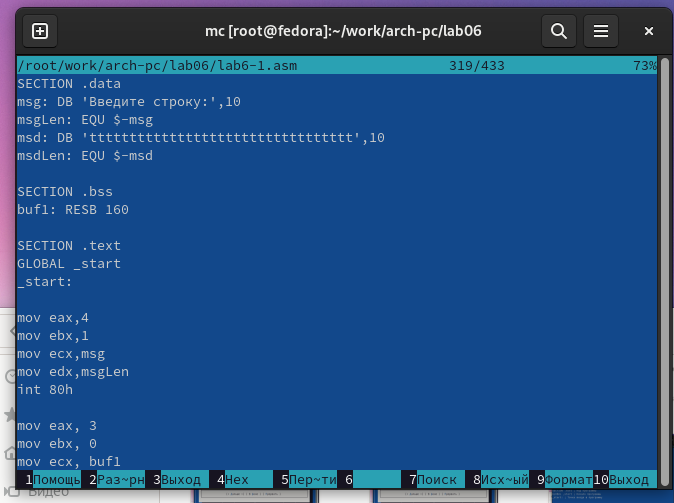 mc [root@fedora]:~/work/arch-pc/lab06
/root/work/arch-pc/lab06/lab6-1.asm 319/433 73%
SECTION .data
msg: DB 'Введите строку:',10
msgLen: EQU $-msg
msd: DB 'ttttttttttttttttttttttttttttttttt',10
msdLen: EQU $-msd
SECTION .bss
buf1: RESB 160
SECTION .text
GLOBAL _start
_start:
mov eax,4
mov ebx,1
mov ecx,msg
mov edx,msgLen
int 80h
mov eax, 3
mov ebx, 0
mov ecx, buf1
1Помощь 2Раз~рн 3Выход 4Hex 5Пер~ти 6 7Поиск 8Исх~ый 9Формат 10Выход
Видео